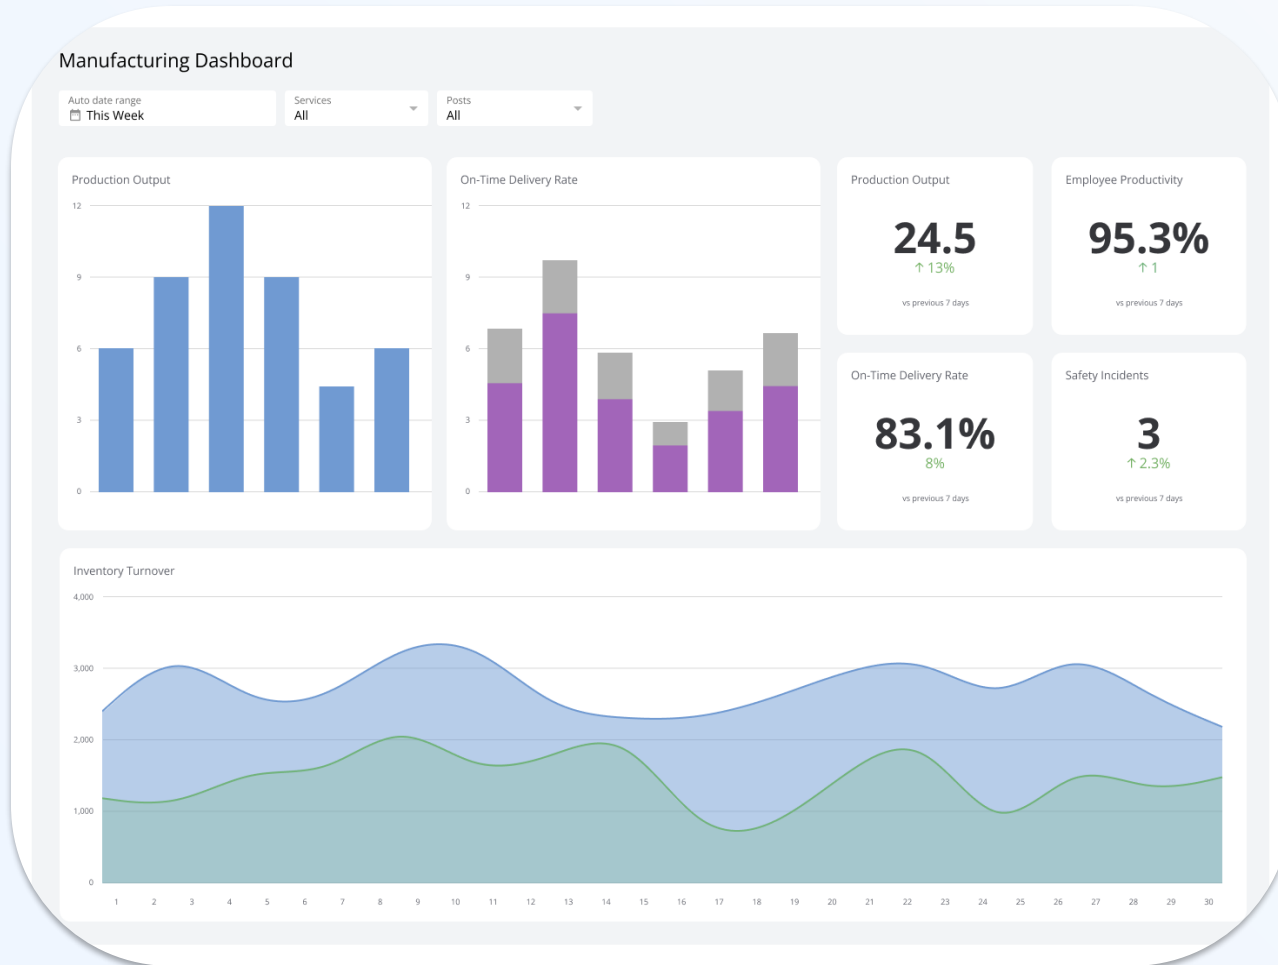 Manufacturing Dashboard
Auto date range
This Week
Services
All
Posts
All
Production Output
12
9
6
3
0
On-Time Delivery Rate
12
9
6
3
0
Production Output
24.5
↑ 13%
vs previous 7 days
Employee Productivity
95.3%
↑ 1
vs previous 7 days
On-Time Delivery Rate
83.1%
8%
vs previous 7 days
Safety Incidents
3
↑ 2.3%
vs previous 7 days
Inventory Turnover
4,000
3,000
2,000
1,000
0
1 2 3 4 5 6 7 8 9 10 11 12 13 14 15 16 17 18 19 20 21 22 23 24 25 26 27 28 29 30